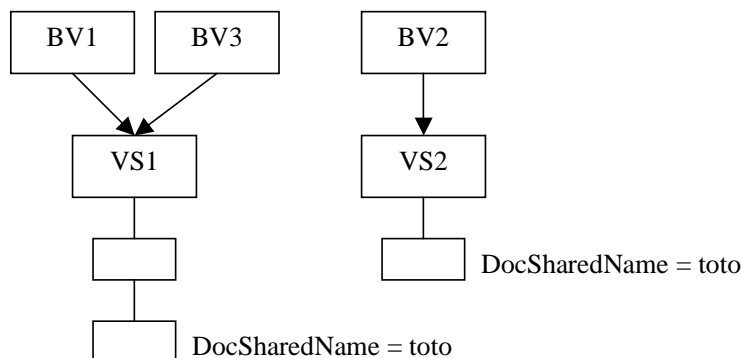 BV1 BV3 BV2
VS1 VS2
DocSharedName = toto
DocSharedName = toto